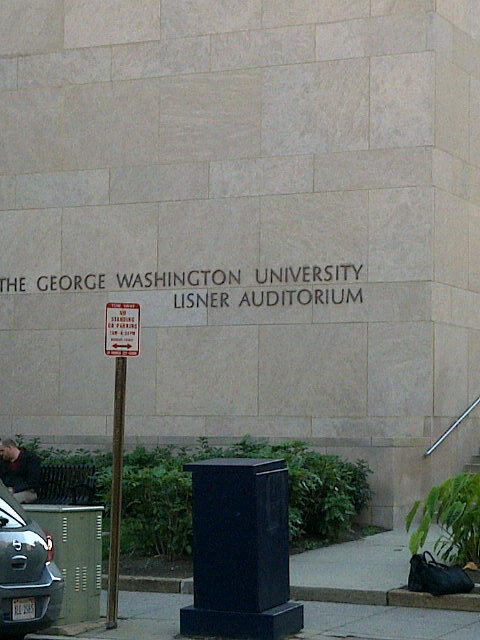 THE GEORGE WASHINGTON UNIVERSITY
LISNER AUDITORIUM
NO
STANDING
OR PARKING